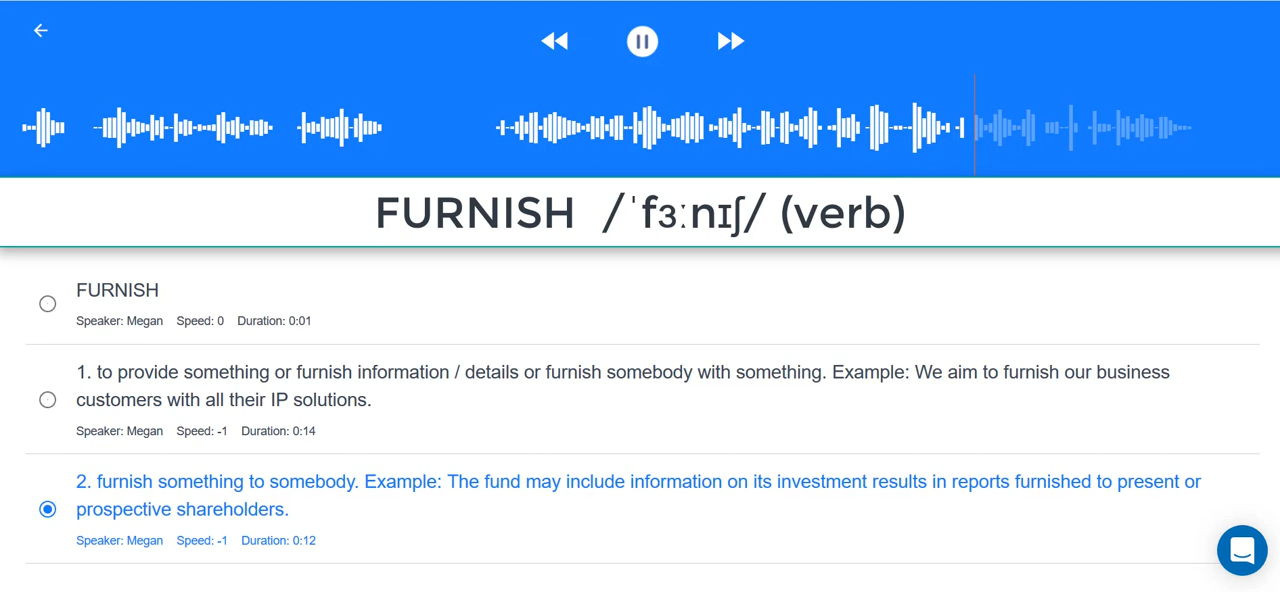 FURNISH /ˈfɜːnɪʃ/ (verb)
FURNISH
Speaker: Megan Speed: 0 Duration: 0:01
1. to provide something or furnish information / details or furnish somebody with something. Example: We aim to furnish our business
customers with all their IP solutions.
Speaker: Megan Speed: -1 Duration: 0:14
2. furnish something to somebody. Example: The fund may include information on its investment results in reports furnished to present or
prospective shareholders.
Speaker: Megan Speed: -1 Duration: 0:12